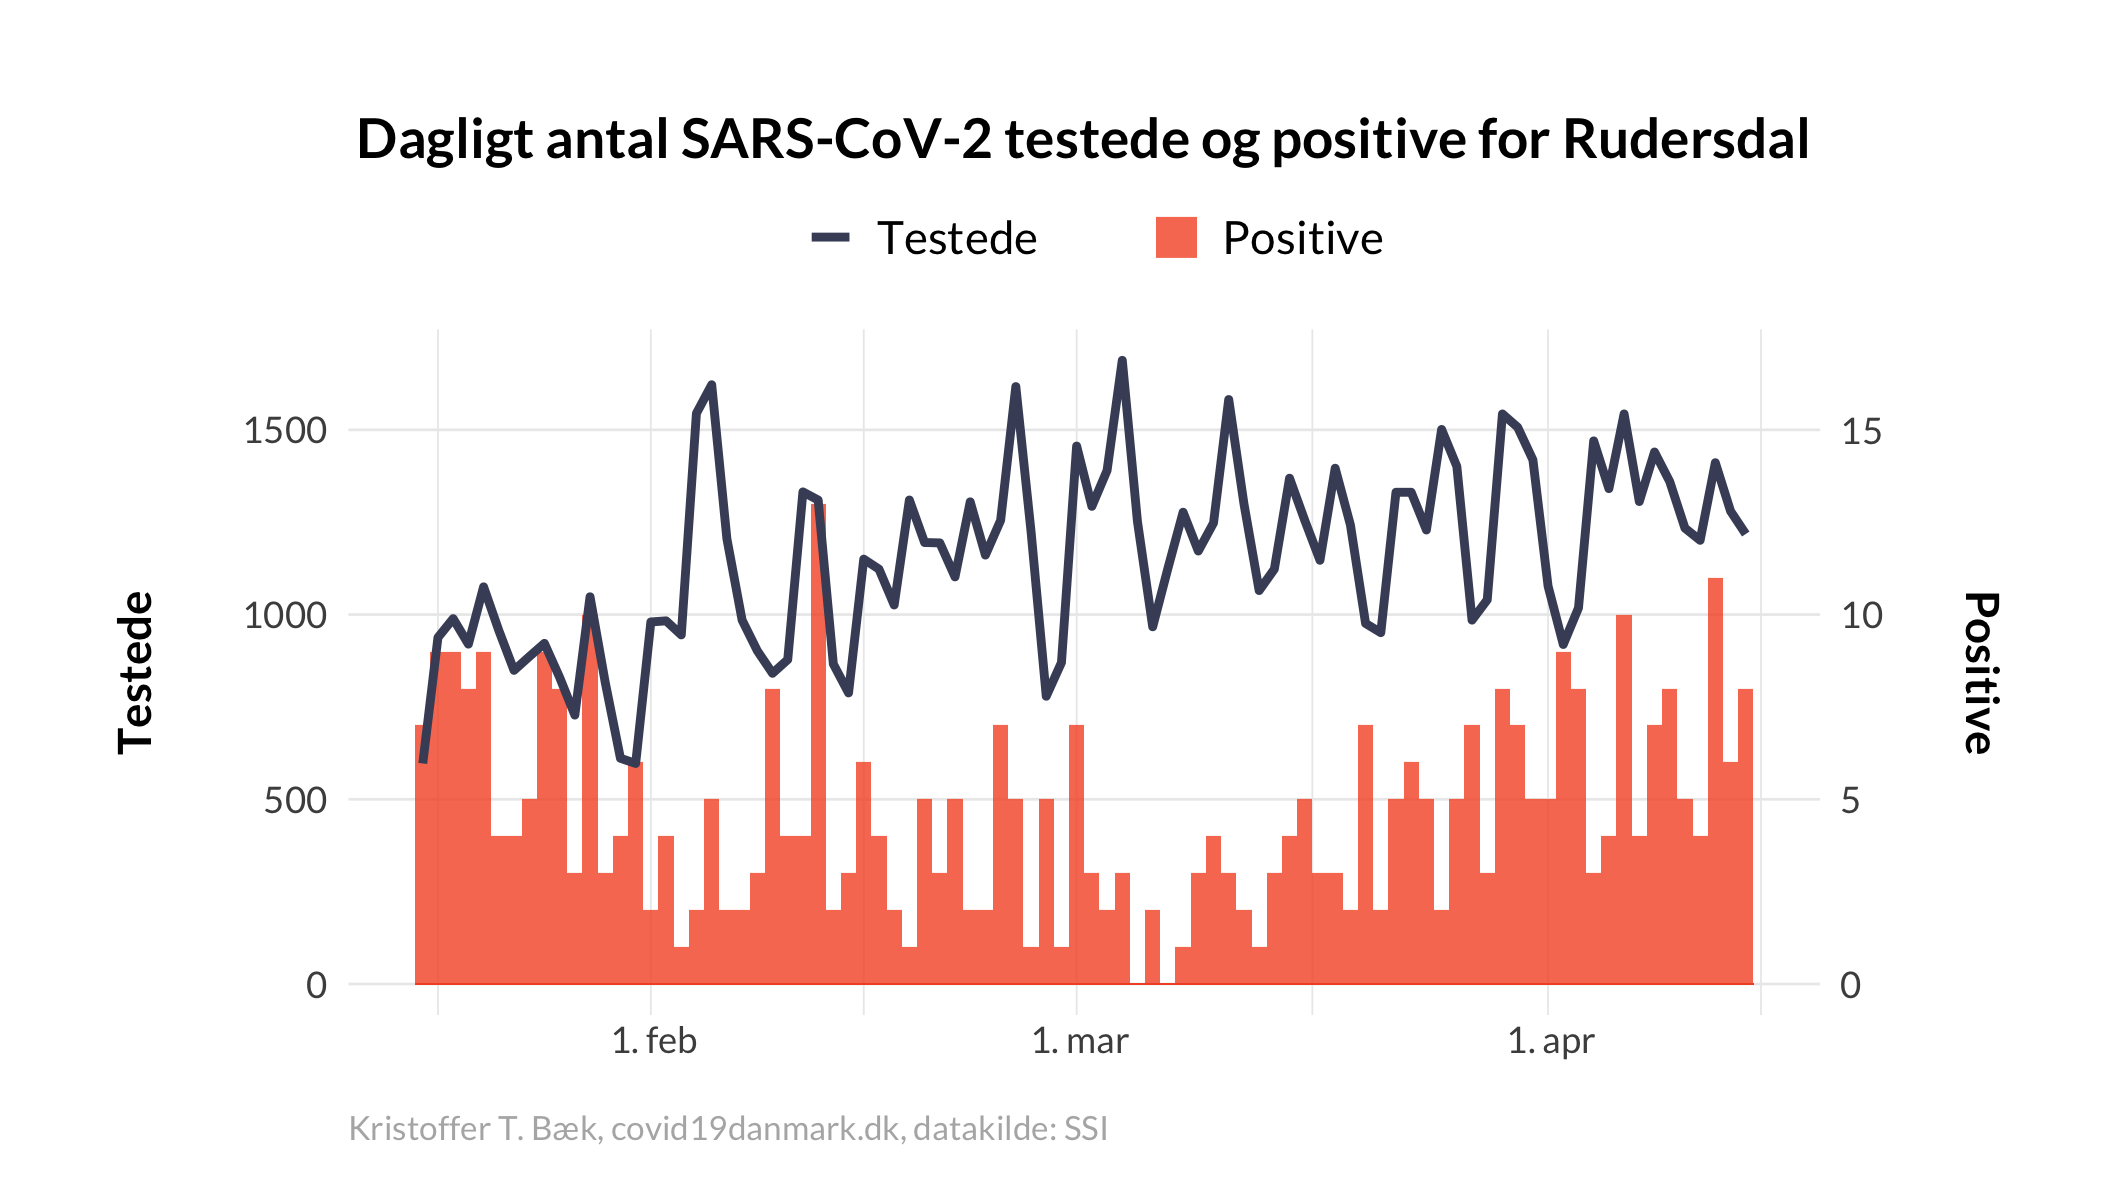 Dagligt antal SARS-CoV-2 testede og positive for Rudersdal
Testede
Positive
1500
1000
500
0
Testede
15
10
5
0
Positive
1. feb
1. mar
1. apr
Kristoffer T. Bæk, covid19danmark.dk, datakilde: SSI